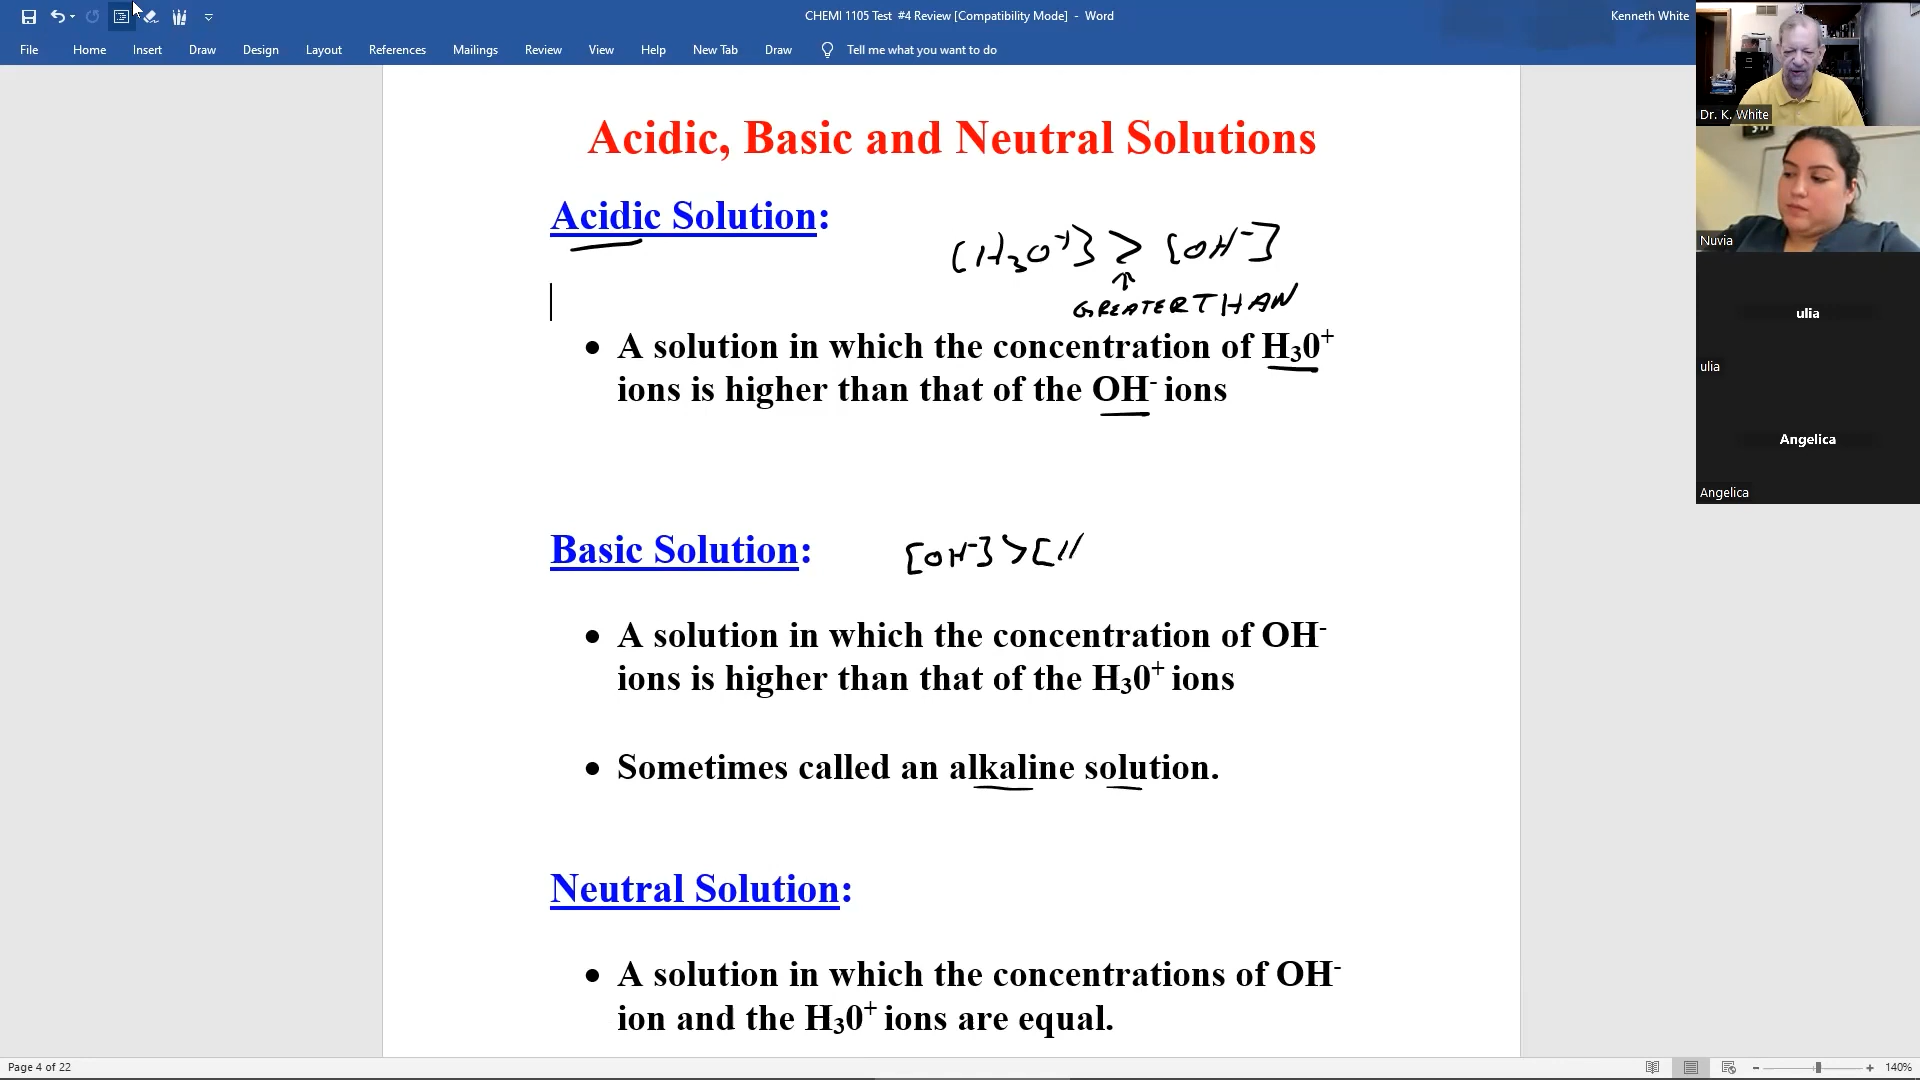 CHEMI 1105 Test #4 Review [Compatibility Mode] - Word
Kenneth White
File Home Insert Draw Design Layout References Mailings Review View Help New Tab Draw Tell me what you want to do
Dr. K. White
Nuvia
ulia
ulia
Angelica
Angelica
Acidic, Basic and Neutral Solutions
Acidic Solution:
[H₃O⁺] > [OH⁻]
↑
GREATER THAN
• A solution in which the concentration of H₃0⁺
ions is higher than that of the OH⁻ ions
Basic Solution:
[OH⁻] > [H
• A solution in which the concentration of OH⁻
ions is higher than that of the H₃0⁺ ions
• Sometimes called an alkaline solution.
Neutral Solution:
• A solution in which the concentrations of OH⁻
ion and the H₃0⁺ ions are equal.
Page 4 of 22
140%